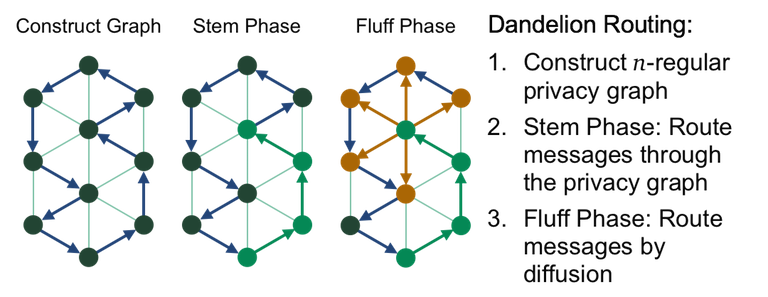 Construct Graph
Stem Phase
Fluff Phase
Dandelion Routing:
1. Construct n-regular
privacy graph
2. Stem Phase: Route
messages through
the privacy graph
3. Fluff Phase: Route
messages by
diffusion